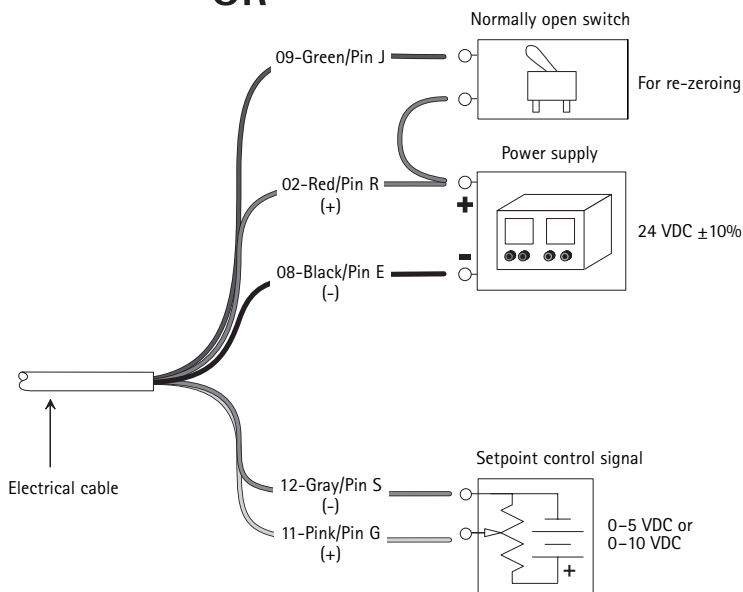 OR
Normally open switch
09-Green/Pin J
For re-zeroing
Power supply
02-Red/Pin R
(+)
+
24 VDC ±10%
-
08-Black/Pin E
(-)
Electrical cable
Setpoint control signal
12-Gray/Pin S
(-)
11-Pink/Pin G
(+)
0–5 VDC or
0–10 VDC
+